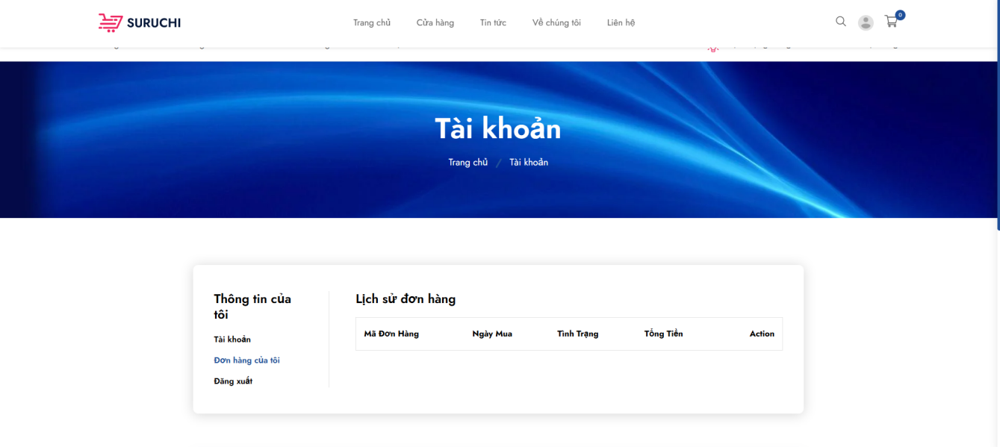 SURUCHI
Trang chủ
Cửa hàng
Tin tức
Về chúng tôi
Liên hệ
0
Tài khoản
Trang chủ / Tài khoản
Thông tin của
tôi
Tài khoản
Đơn hàng của tôi
Đăng xuất
Lịch sử đơn hàng
Mã Đơn Hàng
Ngày Mua
Tình Trạng
Tổng Tiền
Action